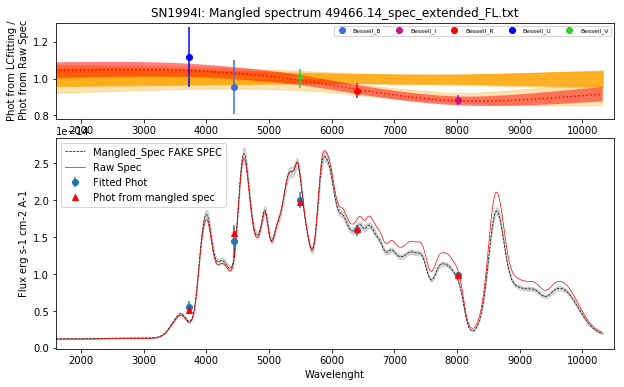 SN1994I: Mangled spectrum 49466.14_spec_extended_FL.txt
Phot from LCfitting /
Phot from Raw Spec
1.2
1.0
0.8
Bessell_B
Bessell_I
Bessell_R
Bessell_U
Bessell_V
2000 3000 4000 5000 6000 7000 8000 9000 10000
1e−14
Flux erg s-1 cm-2 A-1
2.5
2.0
1.5
1.0
0.5
0.0
Mangled_Spec FAKE SPEC
Raw Spec
Fitted Phot
Phot from mangled spec
2000 3000 4000 5000 6000 7000 8000 9000 10000
Wavelenght